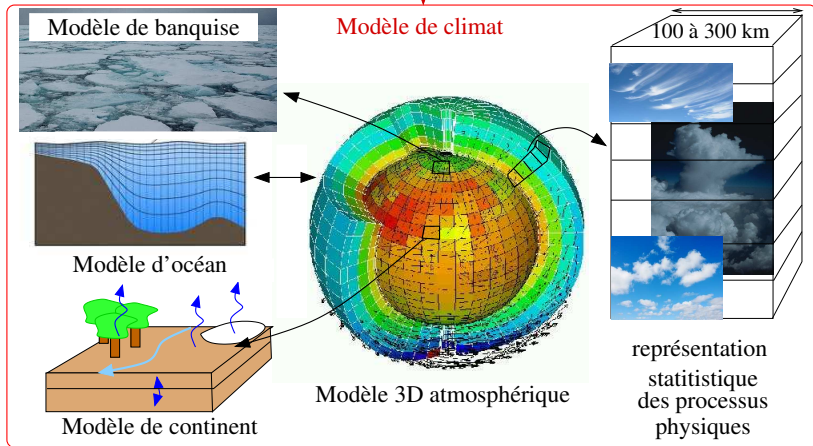 Modèle de banquise
Modèle de climat
100 à 300 km
Modèle d'océan
Modèle 3D atmosphérique
Modèle de continent
représentation
statitistique
des processus
physiques